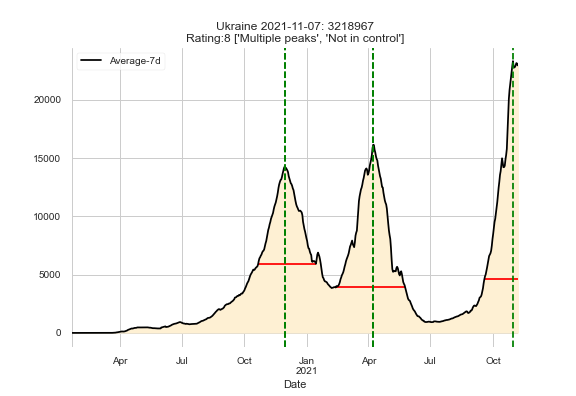 Ukraine 2021-11-07: 3218967
Rating:8 ['Multiple peaks', 'Not in control']
Average-7d
20000
15000
10000
5000
0
Apr
Jul
Oct
Jan
2021
Apr
Jul
Oct
Date